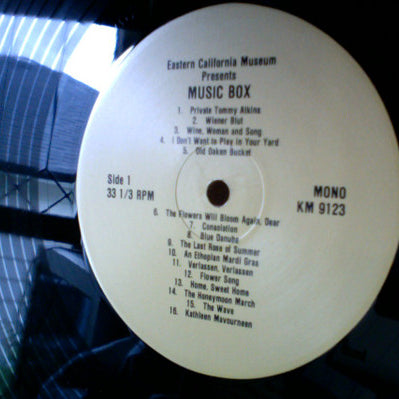 Eastern California Museum
Presents
MUSIC BOX
1. Private Tommy Atkins
2. Wiener Blut
3. Wine, Woman and Song
4. I Don't Want to Play in Your Yard
5. Old Oaken Bucket
Side 1
33 1/3 RPM
MONO
KM 9123
6. The Flowers Will Bloom Again, Dear
7. Consolation
8. Blue Danube
9. The Last Rose of Summer
10. An Ethopian Mardi Gras
11. Verlassen, Verlassen
12. Flower Song
13. Home, Sweet Home
14. The Honeymoon March
15. The Wave
16. Kathleen Mavourneen